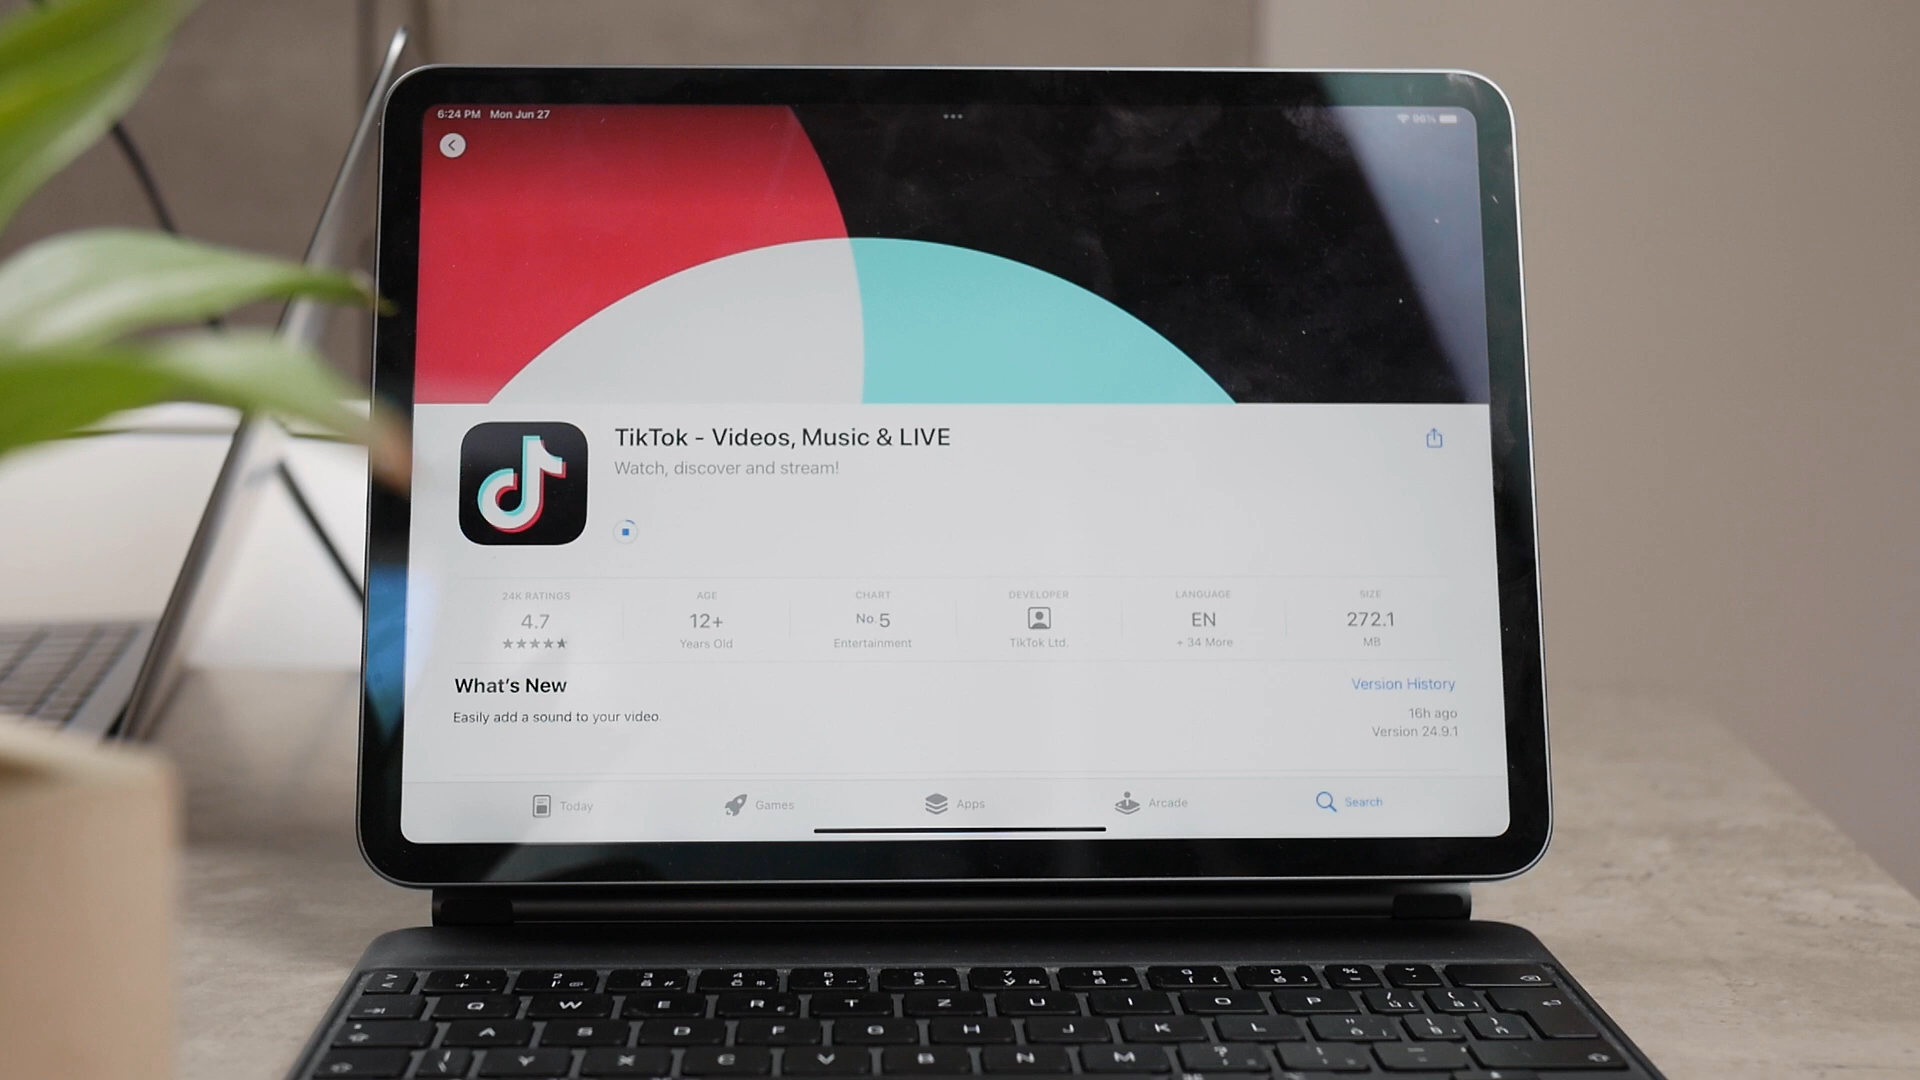 6:24 PM Mon Jun 27
96%
TikTok - Videos, Music & LIVE
Watch, discover and stream!
24K RATINGS
4.7
AGE
12+
Years Old
CHART
No.5
Entertainment
DEVELOPER
TikTok Ltd.
LANGUAGE
EN
+ 34 More
SIZE
272.1
MB
What's New
Version History
Easily add a sound to your video.
16h ago
Version 24.9.1
Today
Games
Apps
Arcade
Search
Q W E R T Z U I O P
A S D F G H J K L
Y X C V B N M